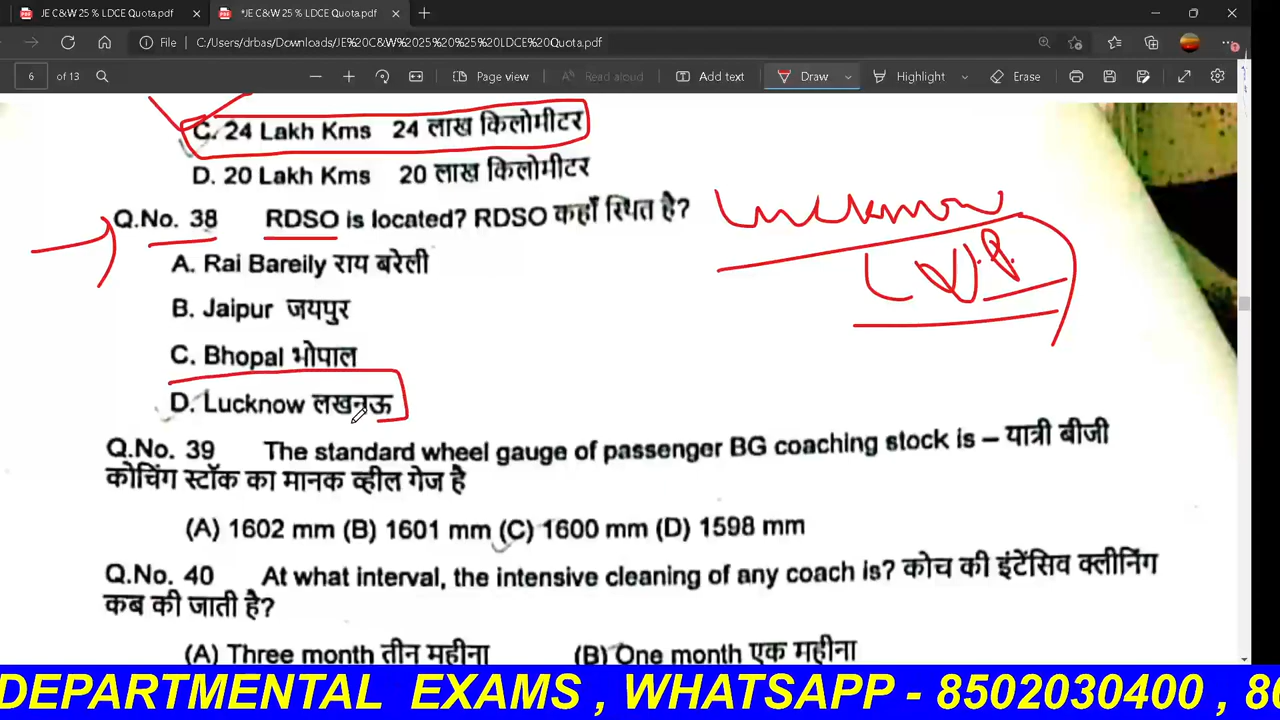 JE C&W 25 % LDCE Quota.pdf
*JE C&W 25 % LDCE Quota.pdf
File C:/Users/drbas/Downloads/JE%20C&W%2025%20%25%20LDCE%20Quota.pdf
6 of 13 Page view Read aloud Add text Draw Highlight Erase
C. 24 Lakh Kms 24 लाख किलोमीटर
D. 20 Lakh Kms 20 लाख किलोमीटर
Q.No. 38 RDSO is located? RDSO कहाँ स्थित है?
Lucknow
U.P.
A. Rai Bareily राय बरेली
B. Jaipur जयपुर
C. Bhopal भोपाल
D. Lucknow लखनऊ
Q.No. 39 The standard wheel gauge of passenger BG coaching stock is – यात्री बीजी
कोचिंग स्टॉक का मानक व्हील गेज है
(A) 1602 mm (B) 1601 mm (C) 1600 mm (D) 1598 mm
Q.No. 40 At what interval, the intensive cleaning of any coach is? कोच की इंटेंसिव क्लीनिंग
कब की जाती है?
(A) Three month तीन महीना (B) One month एक महीना
DEPARTMENTAL EXAMS , WHATSAPP - 8502030400 , 80